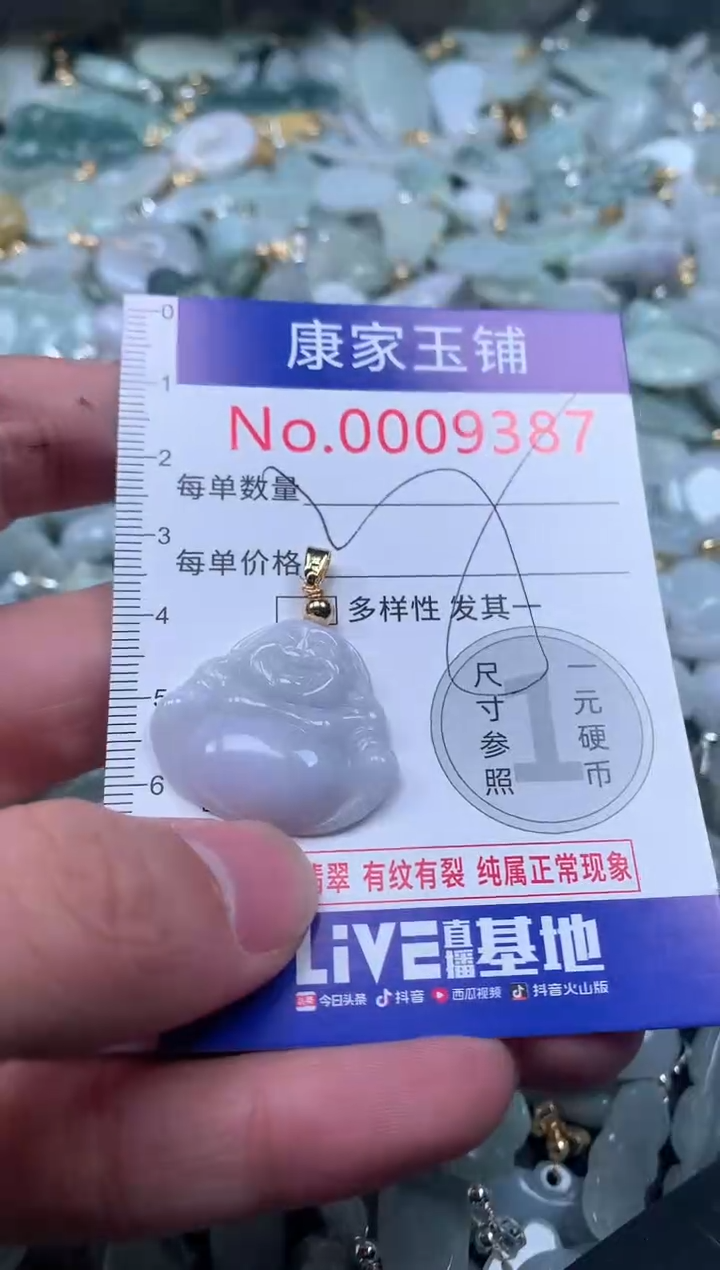 0
康家玉铺
1
No.0009387
2
每单数量
3
每单价格
4
多样性 发其一
5
尺寸参照
1
一元硬币
6
翡翠 有纹有裂 纯属正常现象
LiVE直播基地
今日头条 抖音 西瓜视频 抖音火山版